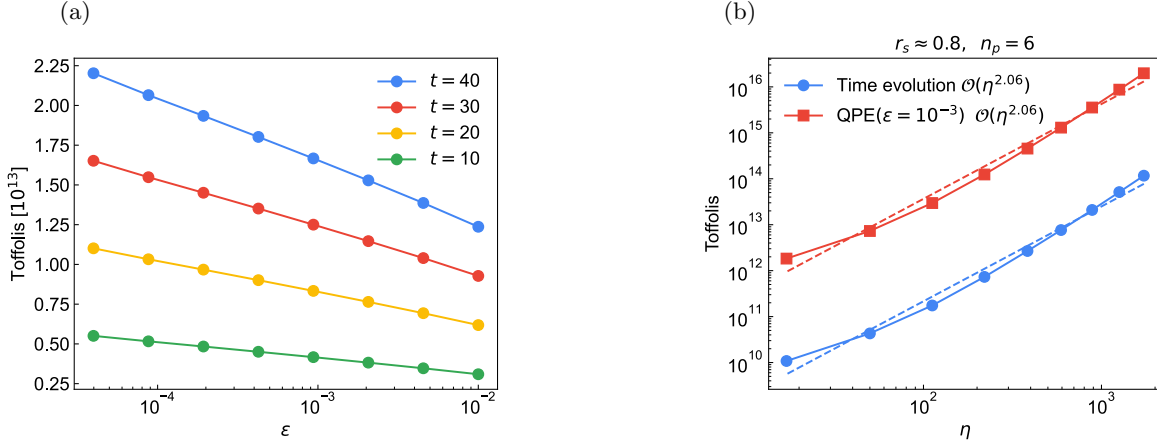 (a)
2.25
2.00
1.75
1.50
1.25
1.00
0.75
0.50
0.25
Toffolis [10^{13}]
t = 40
t = 30
t = 20
t = 10
10^{-4}
10^{-3}
10^{-2}
ε
(b)
r_s ≈ 0.8, n_p = 6
10^{16}
10^{15}
10^{14}
10^{13}
10^{12}
10^{11}
10^{10}
Toffolis
Time evolution 𝒪(η^{2.06})
QPE(ε = 10^{-3}) 𝒪(η^{2.06})
10^2
10^3
η